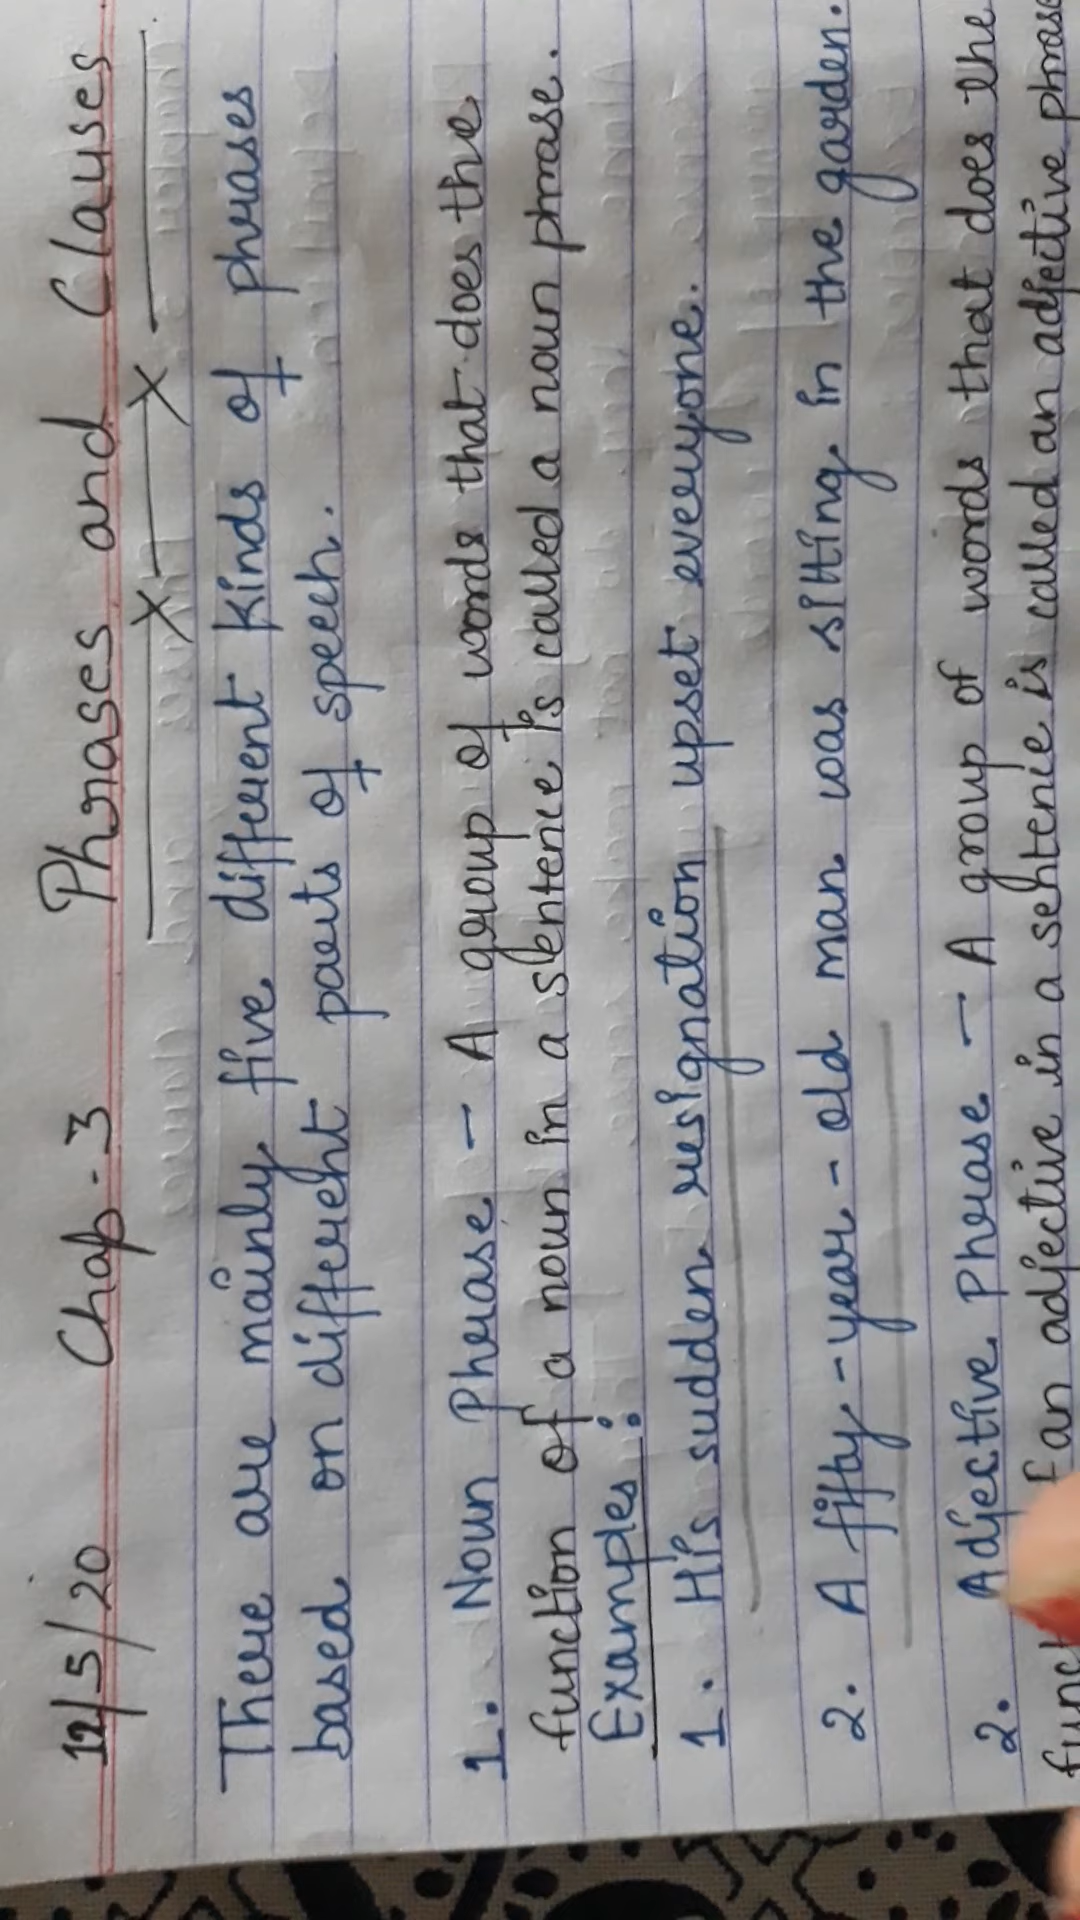 12/5/20 Chap-3 Phrases and Clauses
There are mainly five different kinds of phrases
based on different parts of speech.
1. Noun Phrase - A group of words that does the
function of a noun in a sentence is called a noun phrase.
Examples:
1. His sudden resignation upset everyone.
2. A fifty-year-old man was sitting in the garden.
2. Adjective Phrase - A group of words that does the
an adjective in a sentence is called an adjective phrase